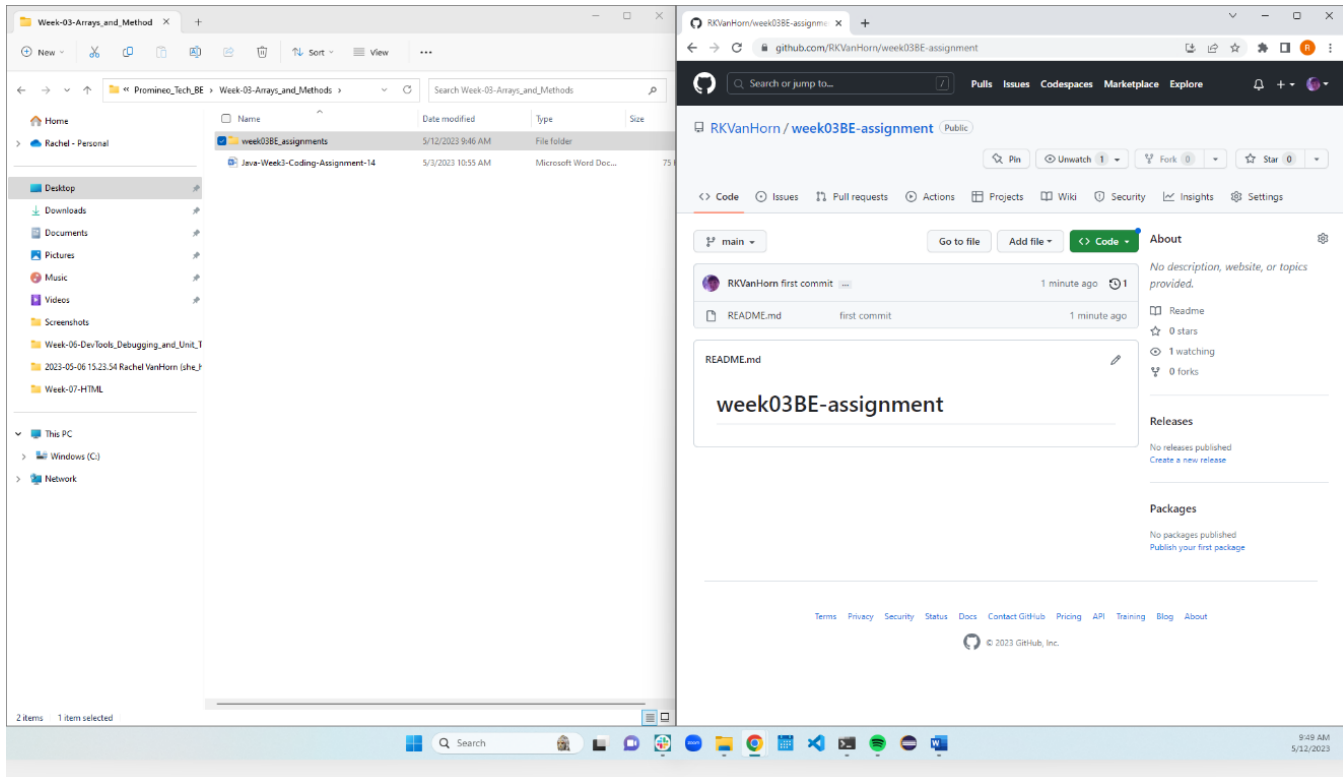 Week-03-Arrays_and_Method
New
Sort
View
Promineo_Tech_BE > Week-03-Arrays_and_Methods >
Search Week-03-Arrays_and_Methods
Home
Rachel - Personal
Desktop
Downloads
Documents
Pictures
Music
Videos
Screenshots
Week-06-DevTools_Debugging_and_Unit_T
2023-05-06 15.23.54 Rachel VanHorn (she_h
Week-07-HTML
This PC
Windows (C:)
Network
Name Date modified Type Size
week03BE_assignments 5/12/2023 9:46 AM File folder
Java-Week3-Coding-Assignment-14 5/3/2023 10:55 AM Microsoft Word Doc... 75
2 items 1 item selected
RKVanHorn/week03BE-assignme
github.com/RKVanHorn/week03BE-assignment
R
Search or jump to... /
Pulls Issues Codespaces Marketplace Explore
RKVanHorn / week03BE-assignment Public
Pin Unwatch 1 Fork 0 Star 0
Code Issues Pull requests Actions Projects Wiki Security Insights Settings
main Go to file Add file Code
RKVanHorn first commit ... 1 minute ago 1
README.md first commit 1 minute ago
README.md
week03BE-assignment
About
No description, website, or topics
provided.
Readme
0 stars
1 watching
0 forks
Releases
No releases published
Create a new release
Packages
No packages published
Publish your first package
Terms Privacy Security Status Docs Contact GitHub Pricing API Training Blog About
© 2023 GitHub, Inc.
Search
9:49 AM
5/12/2023